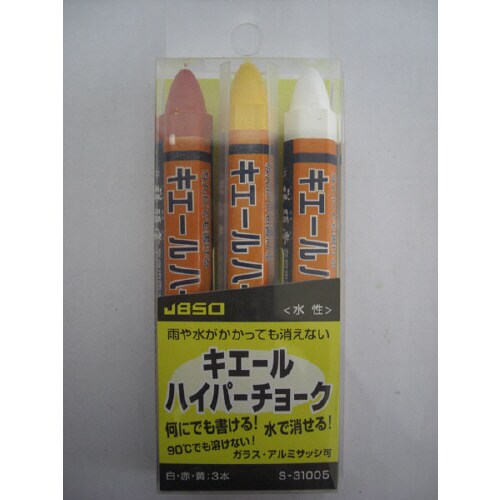 キエールハイ
キエールハ
キエールハイ
JBSO
<水性>
雨や水がかかっても消えない
キエール
ハイパーチョーク
何にでも書ける! 水で消せる!
90℃でも溶けない! ガラス・アルミサッシ可
白・赤・黄:3本 S-31005